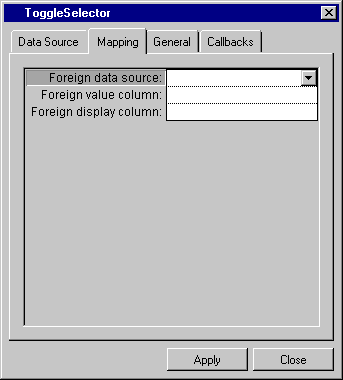 ToggleSelector
Data Source Mapping General Callbacks
Foreign data source:
Foreign value column:
Foreign display column:
Apply Close